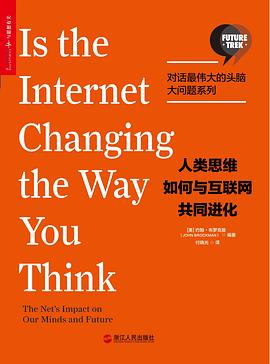 Is the
Internet
Changing
the Way
You
Think
The Net's Impact on
Our Minds and Future
FUTURE
TREK
对话最伟大的头脑
大问题系列
人类思维
如何与互联网
共同进化
[美] 约翰·布罗克曼
(JOHN BROCKMAN) 编著
付晓光 译
浙江人民出版社